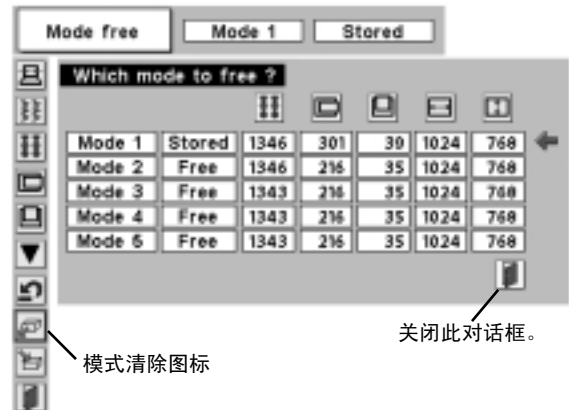 Mode free Mode 1 Stored
Which mode to free ?
Mode 1 Stored 1346 301 39 1024 768
Mode 2 Free 1346 216 35 1024 768
Mode 3 Free 1343 216 35 1024 768
Mode 4 Free 1343 216 35 1024 768
Mode 5 Free 1343 216 35 1024 768
关闭此对话框。
模式清除图标